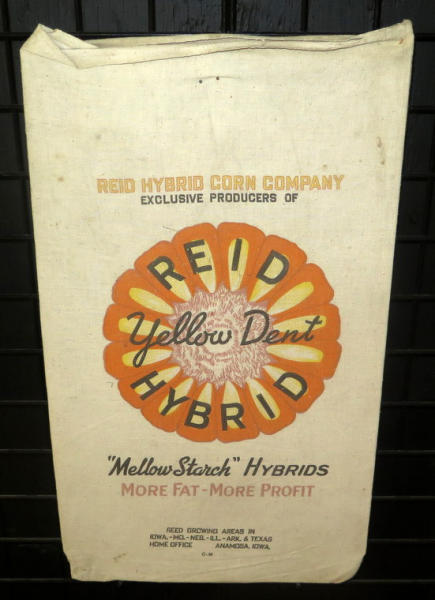 REID HYBRID CORN COMPANY
EXCLUSIVE PRODUCERS OF
REID
Yellow Dent
HYBRID
"Mellow Starch" HYBRIDS
MORE FAT-MORE PROFIT
REED GROWING AREAS IN
IOWA.-MO.-NEB.-ILL.-ARK. & TEXAS
HOME OFFICE ANAMOSA, IOWA.